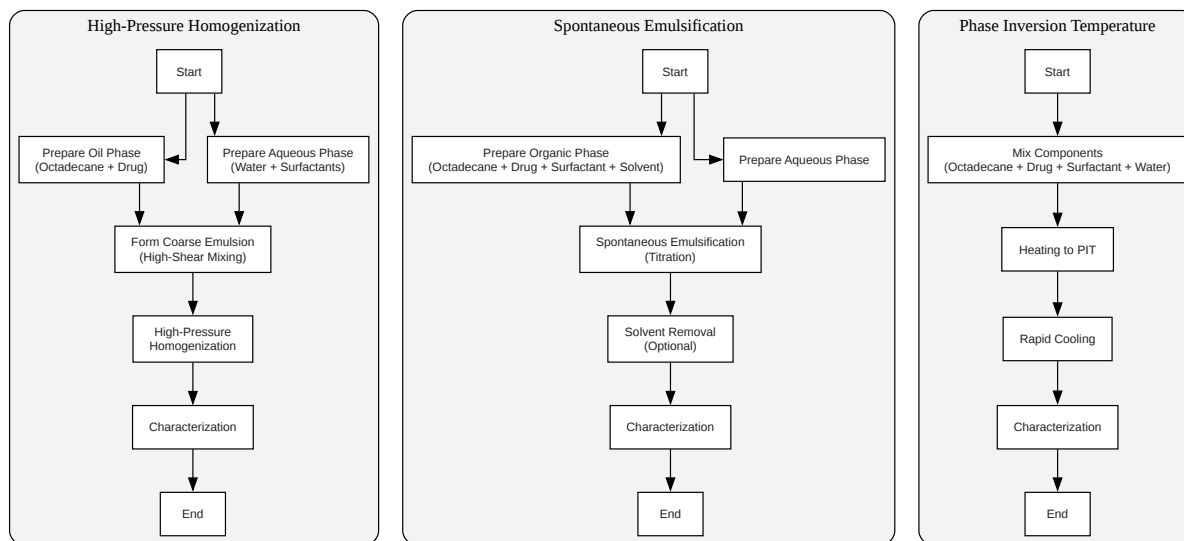 High-Pressure Homogenization
Start
Prepare Oil Phase
(Octadecane + Drug)
Prepare Aqueous Phase
(Water + Surfactants)
Form Coarse Emulsion
(High-Shear Mixing)
High-Pressure
Homogenization
Characterization
End
Spontaneous Emulsification
Start
Prepare Organic Phase
(Octadecane + Drug + Surfactant + Solvent)
Prepare Aqueous Phase
Spontaneous Emulsification
(Titration)
Solvent Removal
(Optional)
Characterization
End
Phase Inversion Temperature
Start
Mix Components
(Octadecane + Drug + Surfactant + Water)
Heating to PIT
Rapid Cooling
Characterization
End